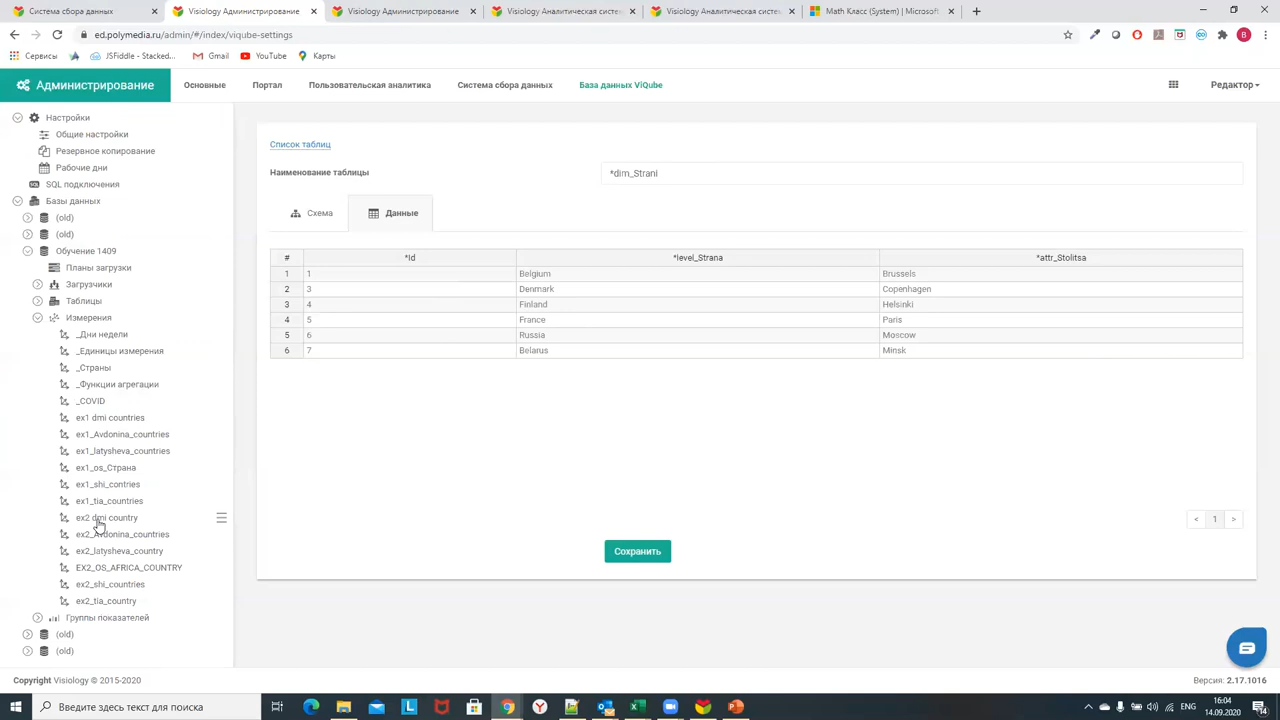 Visiology Аналитическая систе
Visiology Администрирование
Visiology Аналитическая систе
Visiology Аналитическая систе
Visiology Аналитическая систе
Math Класс (System) | Microsoft
ed.polymedia.ru/admin/#/index/viqube-settings
B
Сервисы
JSFiddle - Stacked...
Gmail
YouTube
Карты
Администрирование
Основные
Портал
Пользовательская аналитика
Система сбора данных
База данных ViQube
Редактор
Настройки
Общие настройки
Резервное копирование
Рабочие дни
SQL подключения
Базы данных
(old)
(old)
Обучение 1409
Планы загрузки
Загрузчики
Таблицы
Измерения
_Дни недели
_Единицы измерения
_Страны
_Функции агрегации
_COVID
ex1 dmi countries
ex1_Avdonina_countries
ex1_latysheva_countries
ex1_os_Страна
ex1_shi_contries
ex1_tia_countries
ex2 dmi country
ex2_Avdonina_countries
ex2_latysheva_country
EX2_OS_AFRICA_COUNTRY
ex2_shi_countries
ex2_tia_country
Группы показателей
(old)
(old)
Список таблиц
Наименование таблицы
*dim_Strani
Схема
Данные
# *Id *level_Strana *attr_Stolitsa
1 1 Belgium Brussels
2 3 Denmark Copenhagen
3 4 Finland Helsinki
4 5 France Paris
5 6 Russia Moscow
6 7 Belarus Minsk
< 1 >
Сохранить
Copyright Visiology © 2015-2020
Версия: 2.17.1016
Введите здесь текст для поиска
16:04
14.09.2020